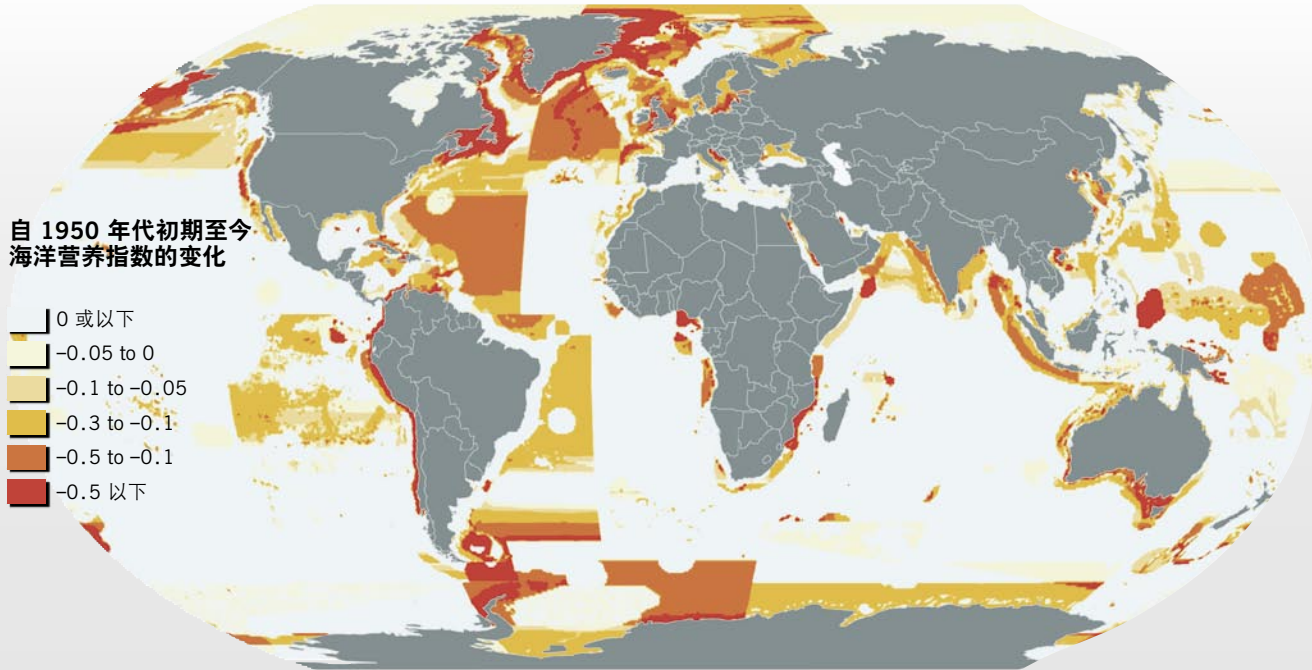 自 1950 年代初期至今
海洋营养指数的变化
0 或以下
–0.05 to 0
–0.1 to –0.05
–0.3 to –0.1
–0.5 to –0.1
–0.5 以下